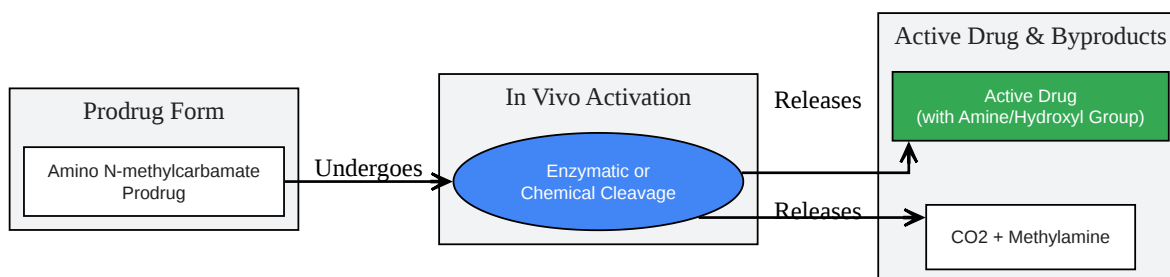 Prodrug Form
Amino N-methylcarbamate
Prodrug
Undergoes
In Vivo Activation
Enzymatic or
Chemical Cleavage
Releases
Releases
Active Drug & Byproducts
Active Drug
(with Amine/Hydroxyl Group)
CO2 + Methylamine